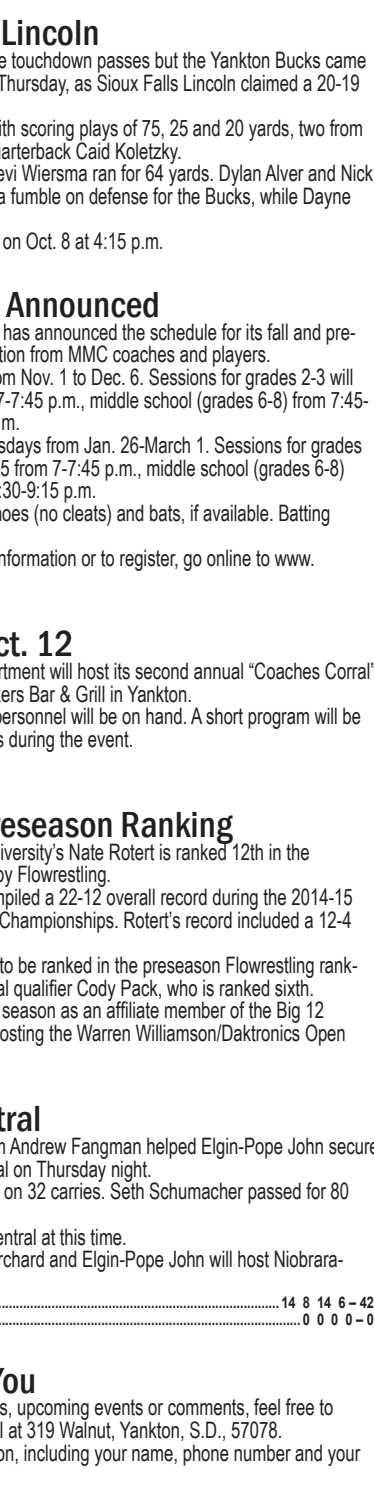 Lincoln
e touchdown passes but the Yankton Bucks came
Thursday, as Sioux Falls Lincoln claimed a 20-19
ith scoring plays of 75, 25 and 20 yards, two from
uarterback Caid Koletzky.
evi Wiersma ran for 64 yards. Dylan Alver and Nick
a fumble on defense for the Bucks, while Dayne
on Oct. 8 at 4:15 p.m.
Announced
has announced the schedule for its fall and pre-
tion from MMC coaches and players.
om Nov. 1 to Dec. 6. Sessions for grades 2-3 will
7-7:45 p.m., middle school (grades 6-8) from 7:45-
.m.
sdays from Jan. 26-March 1. Sessions for grades
-5 from 7-7:45 p.m., middle school (grades 6-8)
:30-9:15 p.m.
hoes (no cleats) and bats, if available. Batting
nformation or to register, go online to www.
ct. 12
rtment will host its second annual “Coaches Corral”
kers Bar & Grill in Yankton.
personnel will be on hand. A short program will be
s during the event.
reseason Ranking
iversity’s Nate Rotert is ranked 12th in the
by Flowrestling.
mpiled a 22-12 overall record during the 2014-15
Championships. Rotert’s record included a 12-4
to be ranked in the preseason Flowrestling rank-
al qualifier Cody Pack, who is ranked sixth.
season as an affiliate member of the Big 12
osting the Warren Williamson/Daktronics Open
tral
m Andrew Fangman helped Elgin-Pope John secure
al on Thursday night.
on 32 carries. Seth Schumacher passed for 80
entral at this time.
rchard and Elgin-Pope John will host Niobrara-
14 8 14 6 – 42
0 0 0 0 – 0
You
s, upcoming events or comments, feel free to
l at 319 Walnut, Yankton, S.D., 57078.
on, including your name, phone number and your